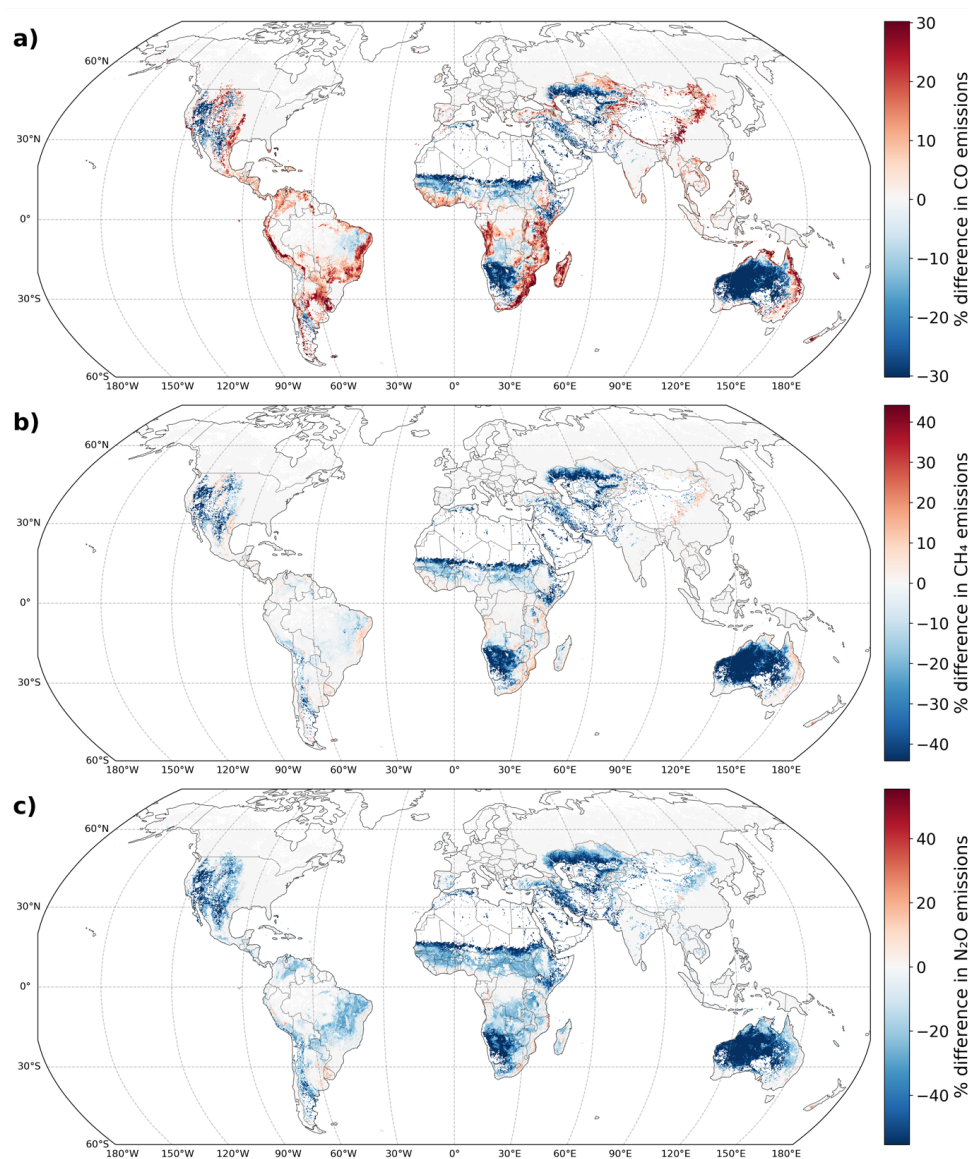 a)
60°N
30°N
0°
30°S
60°S
180°W 150°W 120°W 90°W 60°W 30°W 0° 30°E 60°E 90°E 120°E 150°E 180°E
30
20
10
0
−10
−20
−30
% difference in CO emissions
b)
60°N
30°N
0°
30°S
60°S
180°W 150°W 120°W 90°W 60°W 30°W 0° 30°E 60°E 90°E 120°E 150°E 180°E
40
30
20
10
0
−10
−20
−30
−40
% difference in CH₄ emissions
c)
60°N
30°N
0°
30°S
60°S
180°W 150°W 120°W 90°W 60°W 30°W 0° 30°E 60°E 90°E 120°E 150°E 180°E
40
20
0
−20
−40
% difference in N₂O emissions